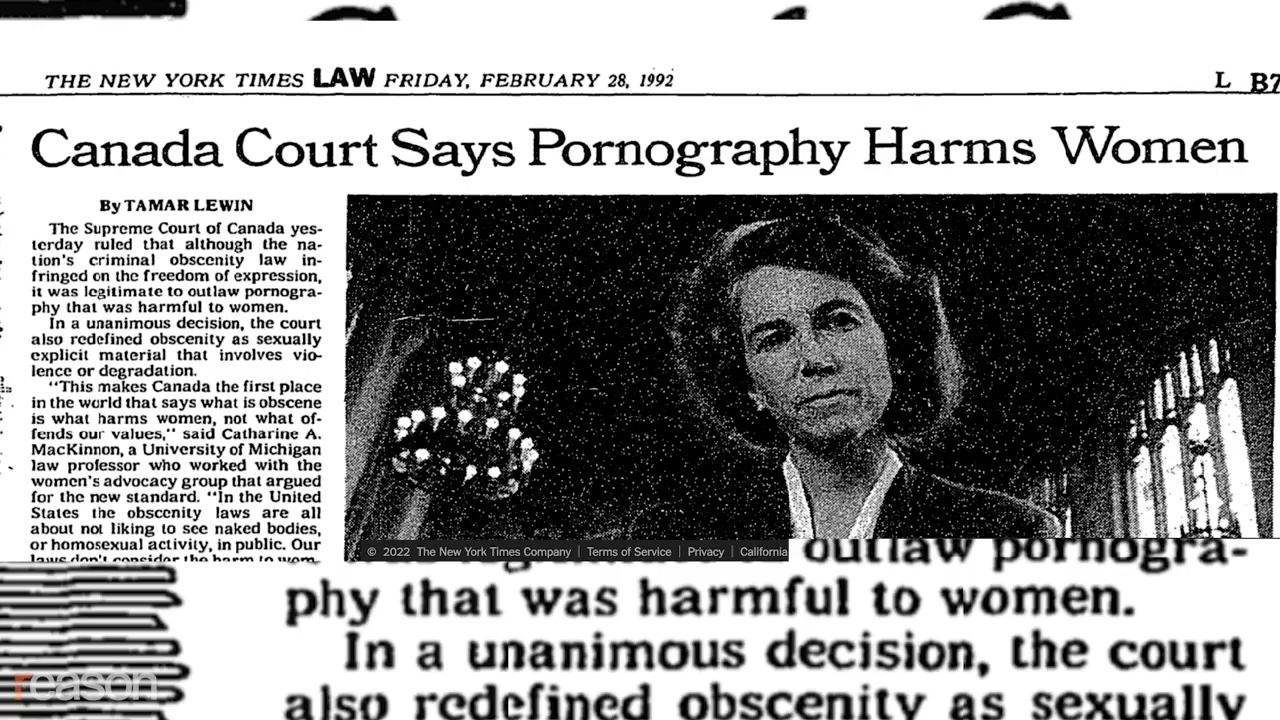 THE NEW YORK TIMES LAW FRIDAY, FEBRUARY 28, 1992
L B7
Canada Court Says Pornography Harms Women
By TAMAR LEWIN
The Supreme Court of Canada yes-
terday ruled that although the na-
tion's criminal obscenity law in-
fringed on the freedom of expression,
it was legitimate to outlaw pornogra-
phy that was harmful to women.
In a unanimous decision, the court
also redefined obscenity as sexually
explicit material that involves vio-
lence or degradation.
"This makes Canada the first place
in the world that says what is obscene
is what harms women, not what of-
fends our values," said Catharine A.
MacKinnon, a University of Michigan
law professor who worked with the
women's advocacy group that argued
for the new standard. "In the United
States the obscenity laws are all
about not liking to see naked bodies,
or homosexual activity, in public. Our
laws don't consider the harm to wom-
© 2022 The New York Times Company | Terms of Service | Privacy | California
outlaw pornogra-
phy that was harmful to women.
In a unanimous decision, the court
also redefined obscenity as sexually
reason